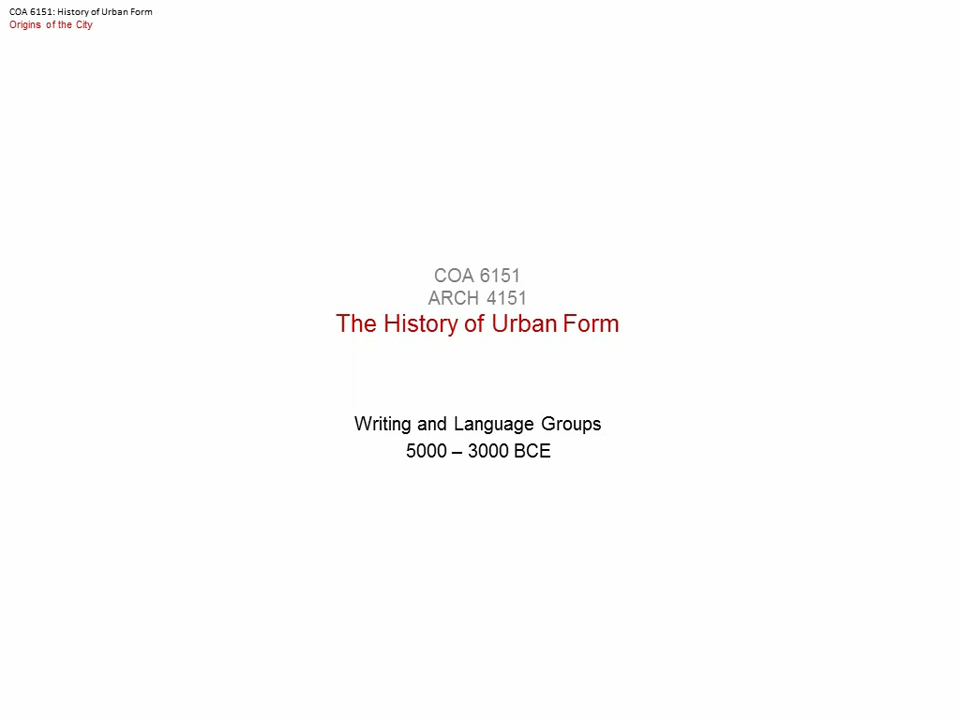 COA 6151: History of Urban Form
Origins of the City
COA 6151
ARCH 4151
The History of Urban Form
Writing and Language Groups
5000 – 3000 BCE